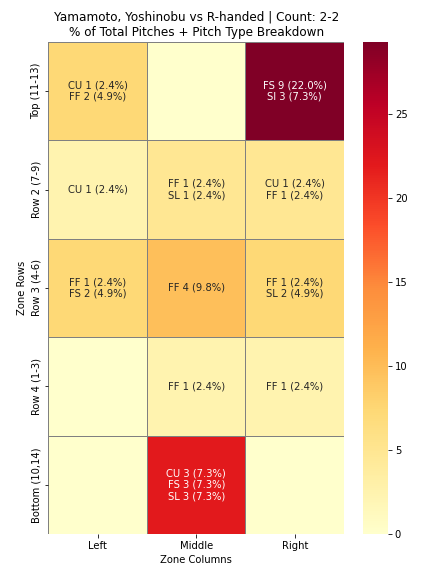 Yamamoto, Yoshinobu vs R-handed | Count: 2-2
% of Total Pitches + Pitch Type Breakdown
Zone Rows
Top (11-13)
CU 1 (2.4%)
FF 2 (4.9%)
FS 9 (22.0%)
SI 3 (7.3%)
Row 2 (7-9)
CU 1 (2.4%)
FF 1 (2.4%)
SL 1 (2.4%)
CU 1 (2.4%)
FF 1 (2.4%)
Row 3 (4-6)
FF 1 (2.4%)
FS 2 (4.9%)
FF 4 (9.8%)
FF 1 (2.4%)
SL 2 (4.9%)
Row 4 (1-3)
FF 1 (2.4%)
FF 1 (2.4%)
Bottom (10,14)
CU 3 (7.3%)
FS 3 (7.3%)
SL 3 (7.3%)
Left
Middle
Right
Zone Columns
25
20
15
10
5
0